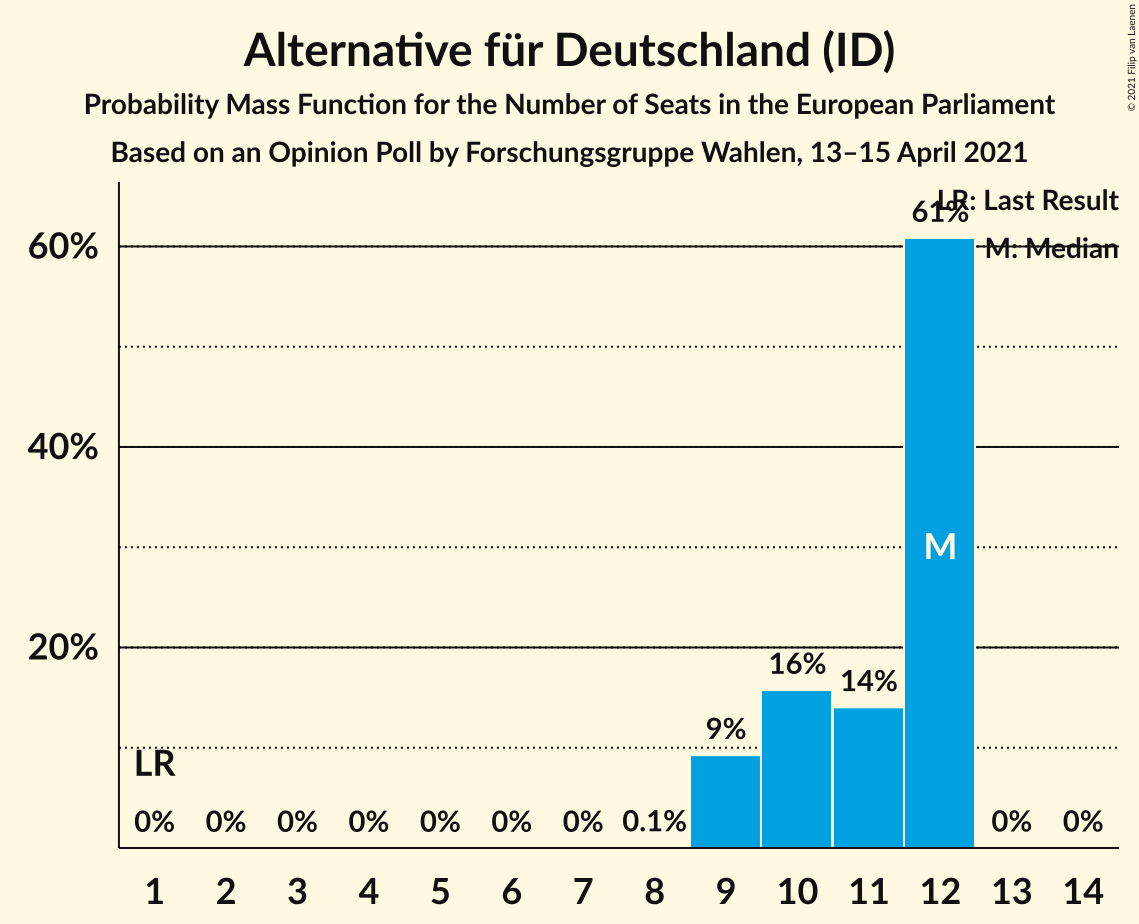 Alternative für Deutschland (ID)
Probability Mass Function for the Number of Seats in the European Parliament
Based on an Opinion Poll by Forschungsgruppe Wahlen, 13–15 April 2021
© 2021 Filip van Laenen
LR: Last Result
M: Median
60%
40%
20%
61%
M
16%
14%
9%
LR
0% 0% 0% 0% 0% 0% 0% 0.1% 0% 0%
1 2 3 4 5 6 7 8 9 10 11 12 13 14